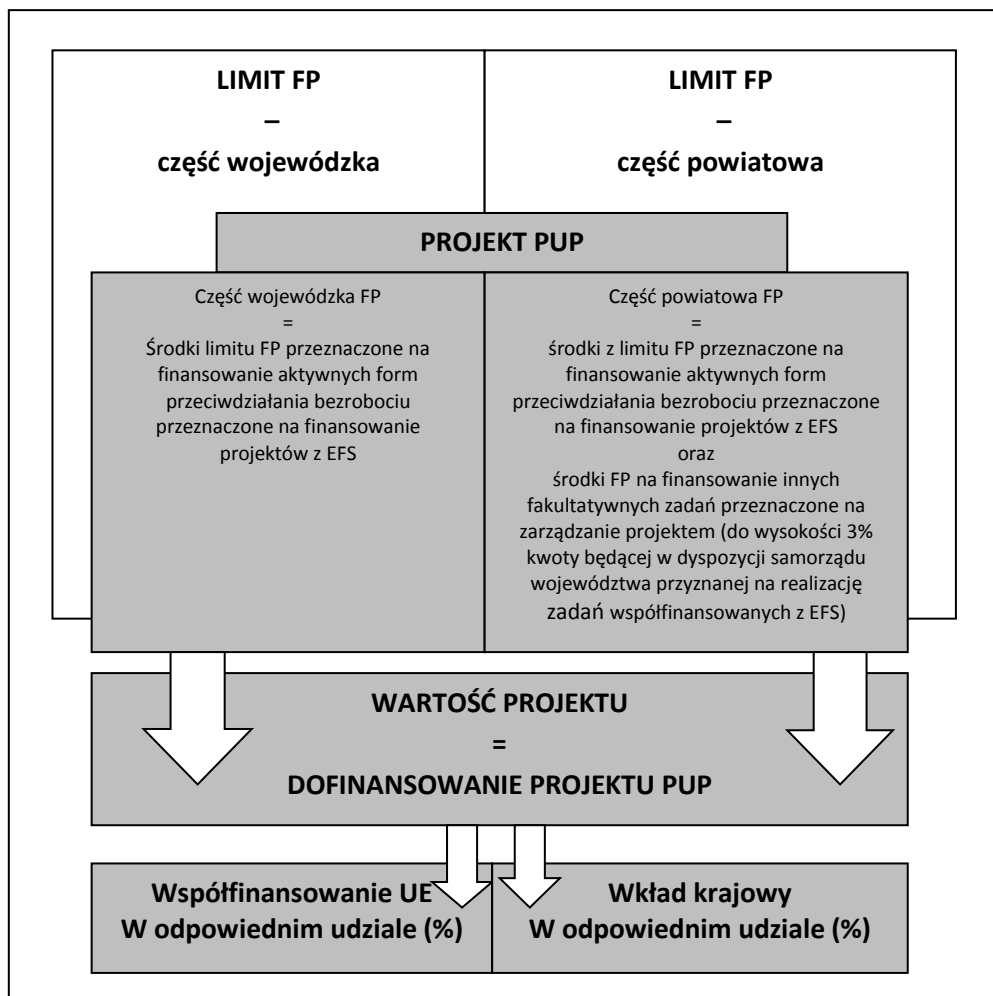 LIMIT FP
–
część wojewódzka
LIMIT FP
–
część powiatowa
PROJEKT PUP
Część wojewódzka FP
=
Środki limitu FP przeznaczone na
finansowanie aktywnych form
przeciwdziałania bezrobociu
przeznaczone na finansowanie
projektów z EFS
Część powiatowa FP
=
środki z limitu FP przeznaczone na
finansowanie aktywnych form
przeciwdziałania bezrobociu przeznaczone
na finansowanie projektów z EFS
oraz
środki FP na finansowanie innych
fakultatywnych zadań przeznaczone na
zarządzanie projektem (do wysokości 3%
kwoty będącej w dyspozycji samorządu
województwa przyznanej na realizację
zadań współfinansowanych z EFS)
WARTOŚĆ PROJEKTU
=
DOFINANSOWANIE PROJEKTU PUP
Współfinansowanie UE
W odpowiednim udziale (%)
Wkład krajowy
W odpowiednim udziale (%)